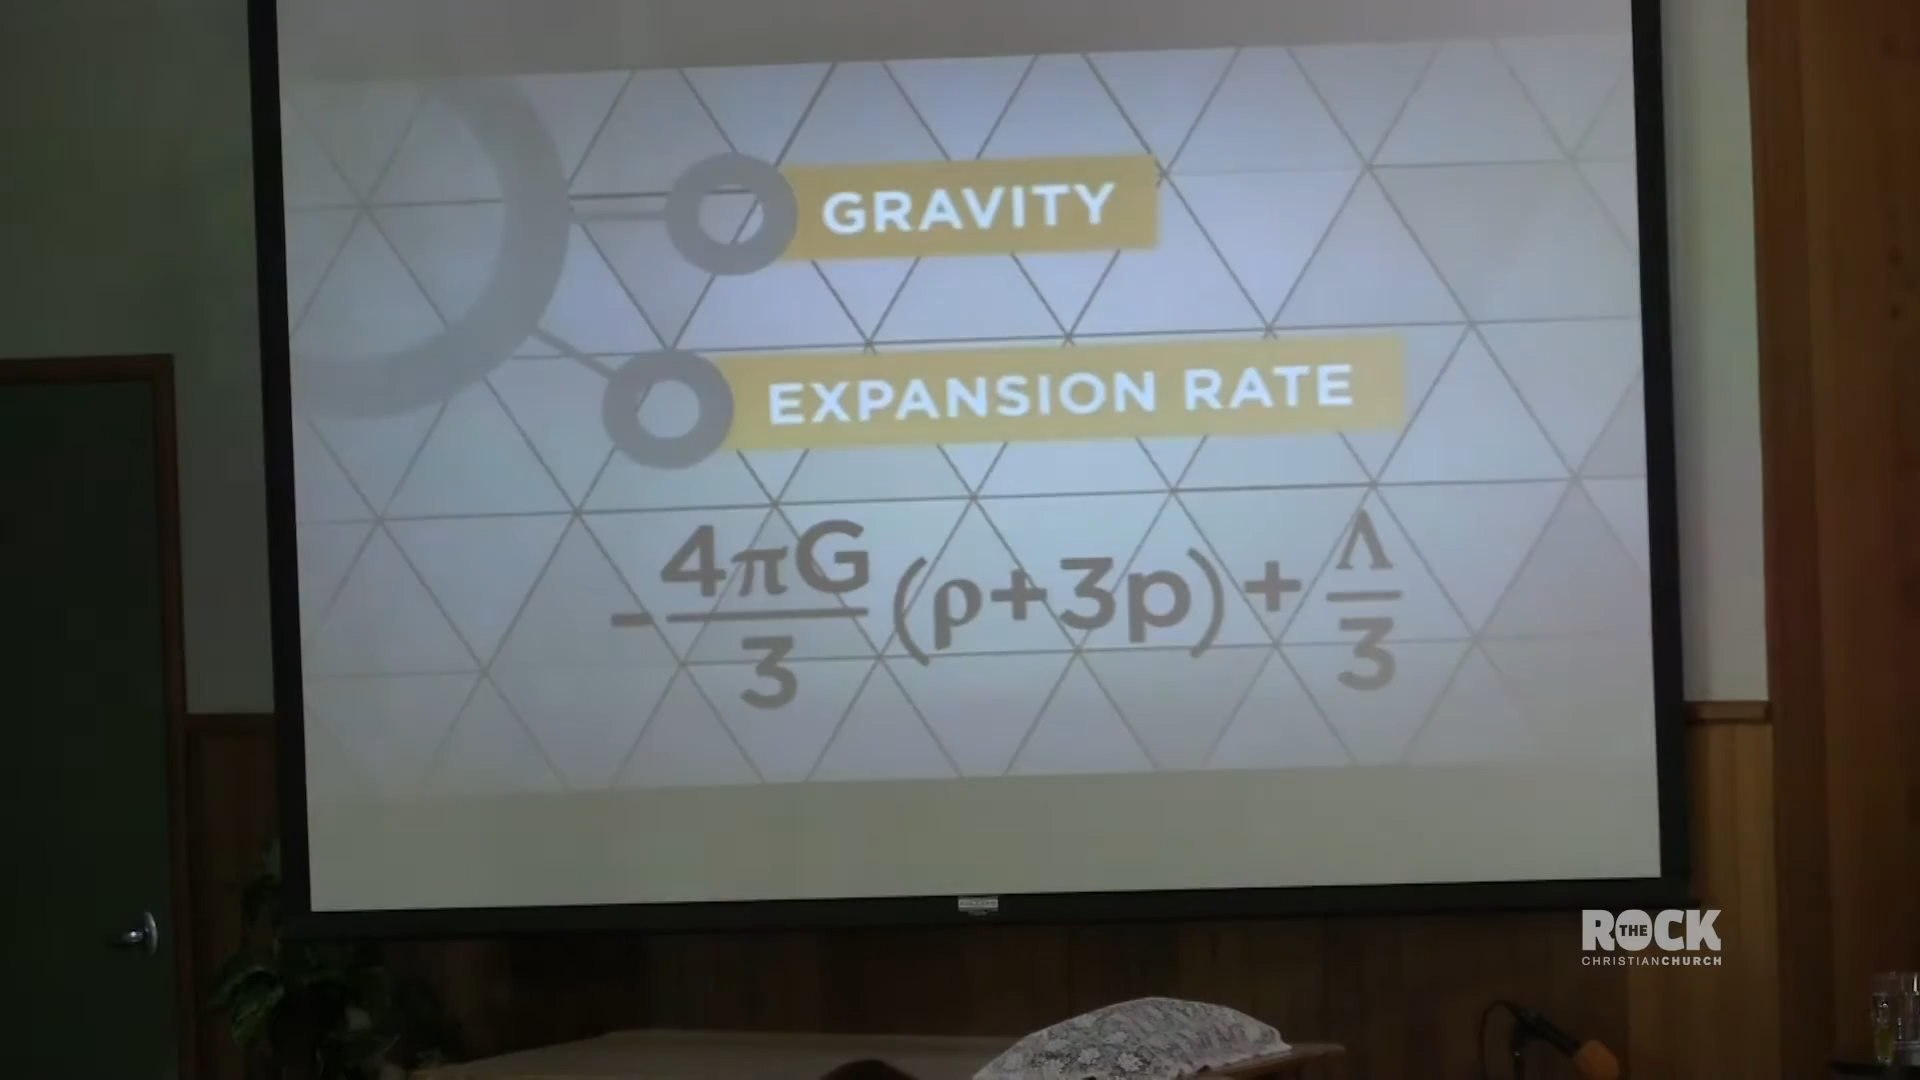 GRAVITY
EXPANSION RATE
-4πG/3 (ρ+3p)+Λ/3
THE ROCK
CHRISTIANCHURCH